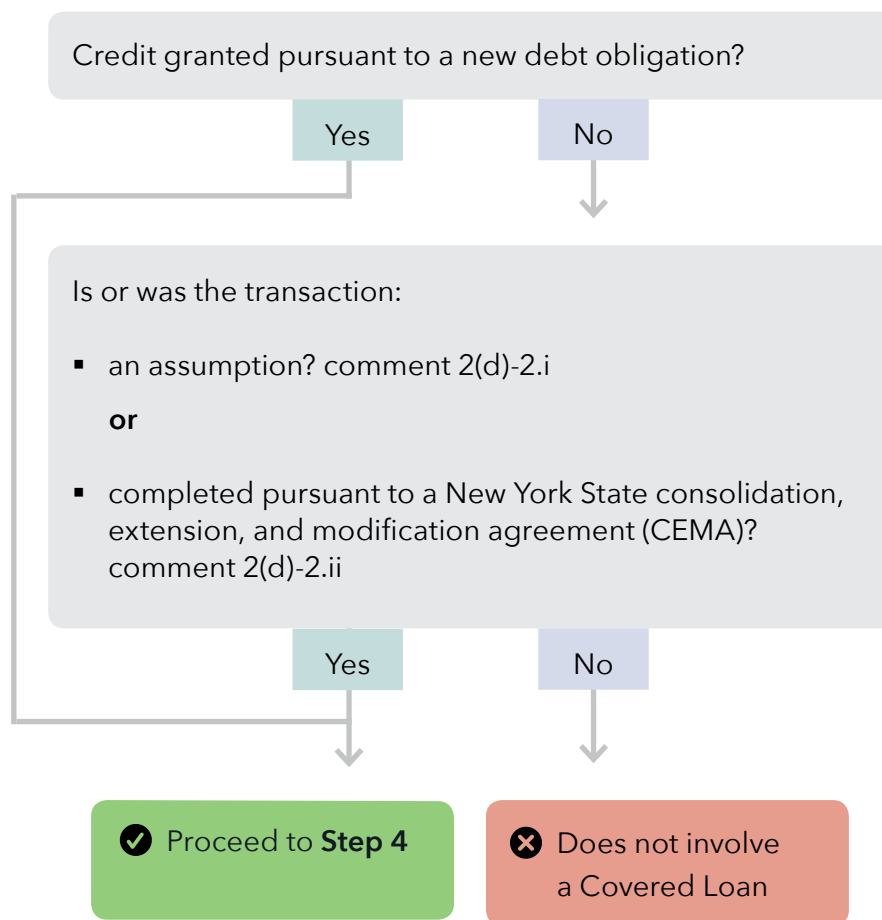 Credit granted pursuant to a new debt obligation?
Yes
No
Is or was the transaction:
▪ an assumption? comment 2(d)-2.i
or
▪ completed pursuant to a New York State consolidation,
extension, and modification agreement (CEMA)?
comment 2(d)-2.ii
Yes
No
Proceed to Step 4
Does not involve
a Covered Loan